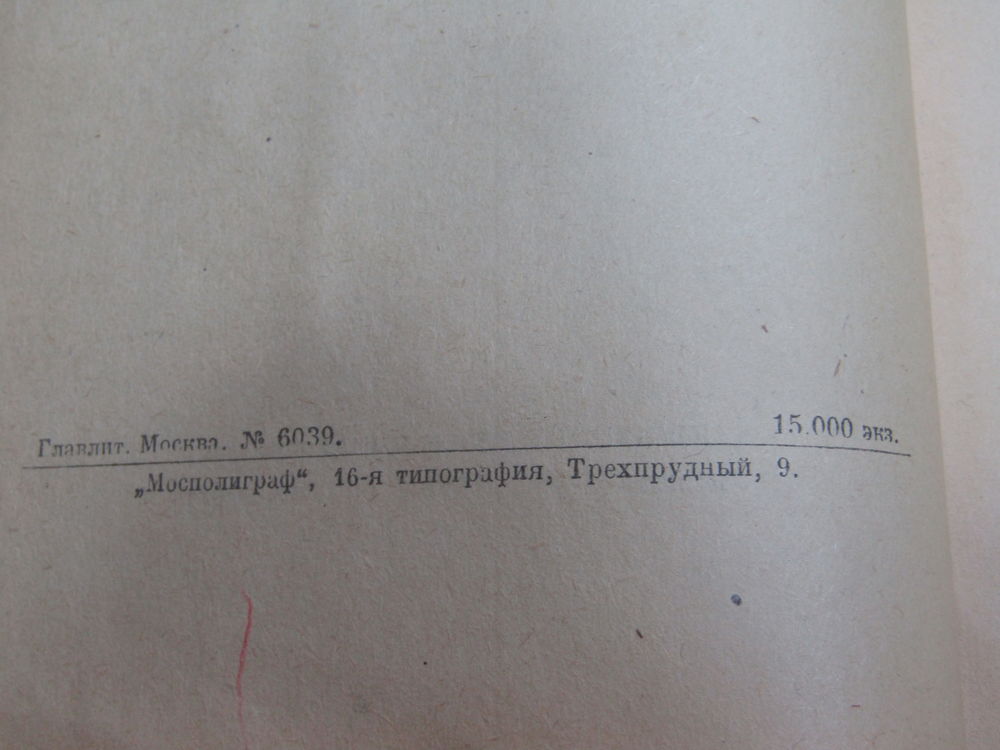 Главлит. Москва. № 6039. 15.000 экз.
„Мосполиграф“, 16-я типография, Трехпрудный, 9.